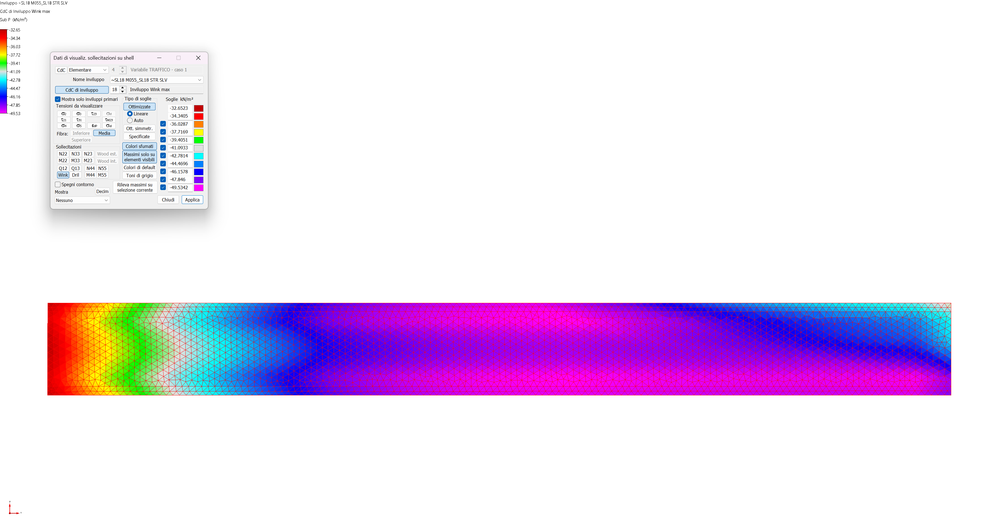 Inviluppo ~SL18 M055_SL18 STR SLV
CdC di Inviluppo Wink max
Sub P (kN/m²)
-32.65
-34.34
-36.03
-37.72
-39.41
-41.09
-42.78
-44.47
-46.16
-47.85
-49.53
Dati di visualiz. sollecitazioni su shell
CdC Elementare 4 Variabile TRAFFICO - caso 1
Nome inviluppo ~SL18 M055_SL18 STR SLV
CdC di inviluppo 18 Inviluppo Wink max
Mostra solo inviluppi primari
Tensioni da visualizzare
σ2 σ3 τ23 σM
τ21 τ31 τM23
σ4 σ5 εdP σid
Fibra: Inferiore Media
Superiore
Sollecitazioni
N22 N33 N23 Wood est.
M22 M33 M23 Wood int.
Q12 Q13 N44 N55
Wink Dril M44 M55
Spegni contorno
Mostra Decim
Nessuno
Tipo di soglie
Ottimizzate
Lineare
Auto
Ott. simmetr.
Specificate
Colori sfumati
Massimi solo su
elementi visibili
Colori di default
Toni di grigio
Rileva massimi su
selezione corrente
Soglie kN/m²
-32.6523
-34.3405
-36.0287
-37.7169
-39.4051
-41.0933
-42.7814
-44.4696
-46.1578
-47.846
-49.5342
Chiudi Applica
y
x